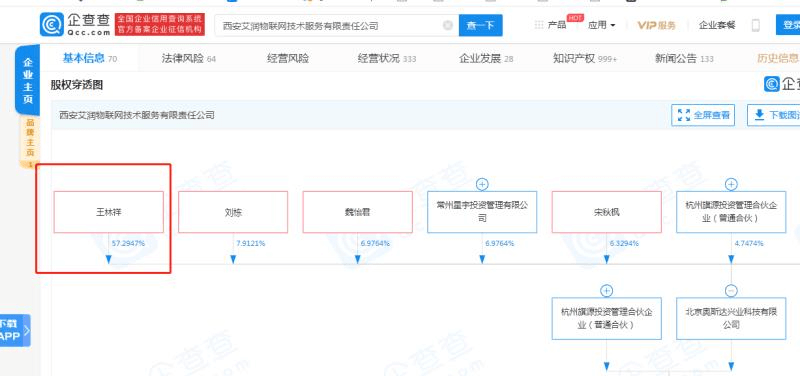 企查查
Qcc.com
全国企业信用查询系统
官方备案企业征信机构
西安艾润物联网技术服务有限责任公司
查一下
产品
HOT
应用
VIP服务
企业套餐
登录
企业主页
基本信息 70
法律风险 64
经营风险
经营状况 333
企业发展 28
知识产权 999+
新闻公告 133
历史信息
品牌主页
1
股权穿透图
企查查
西安艾润物联网技术服务有限责任公司
全屏查看
下载图
王林祥
刘栋
魏怡君
常州星宇投资管理有限公
司
宋秋枫
杭州旗源投资管理合伙企
业（普通合伙）
57.2947%
7.9121%
6.9764%
6.9764%
6.3294%
4.7474%
杭州旗源投资管理合伙企
业（普通合伙）
北京奥斯达兴业科技有限
公司
下载
APP